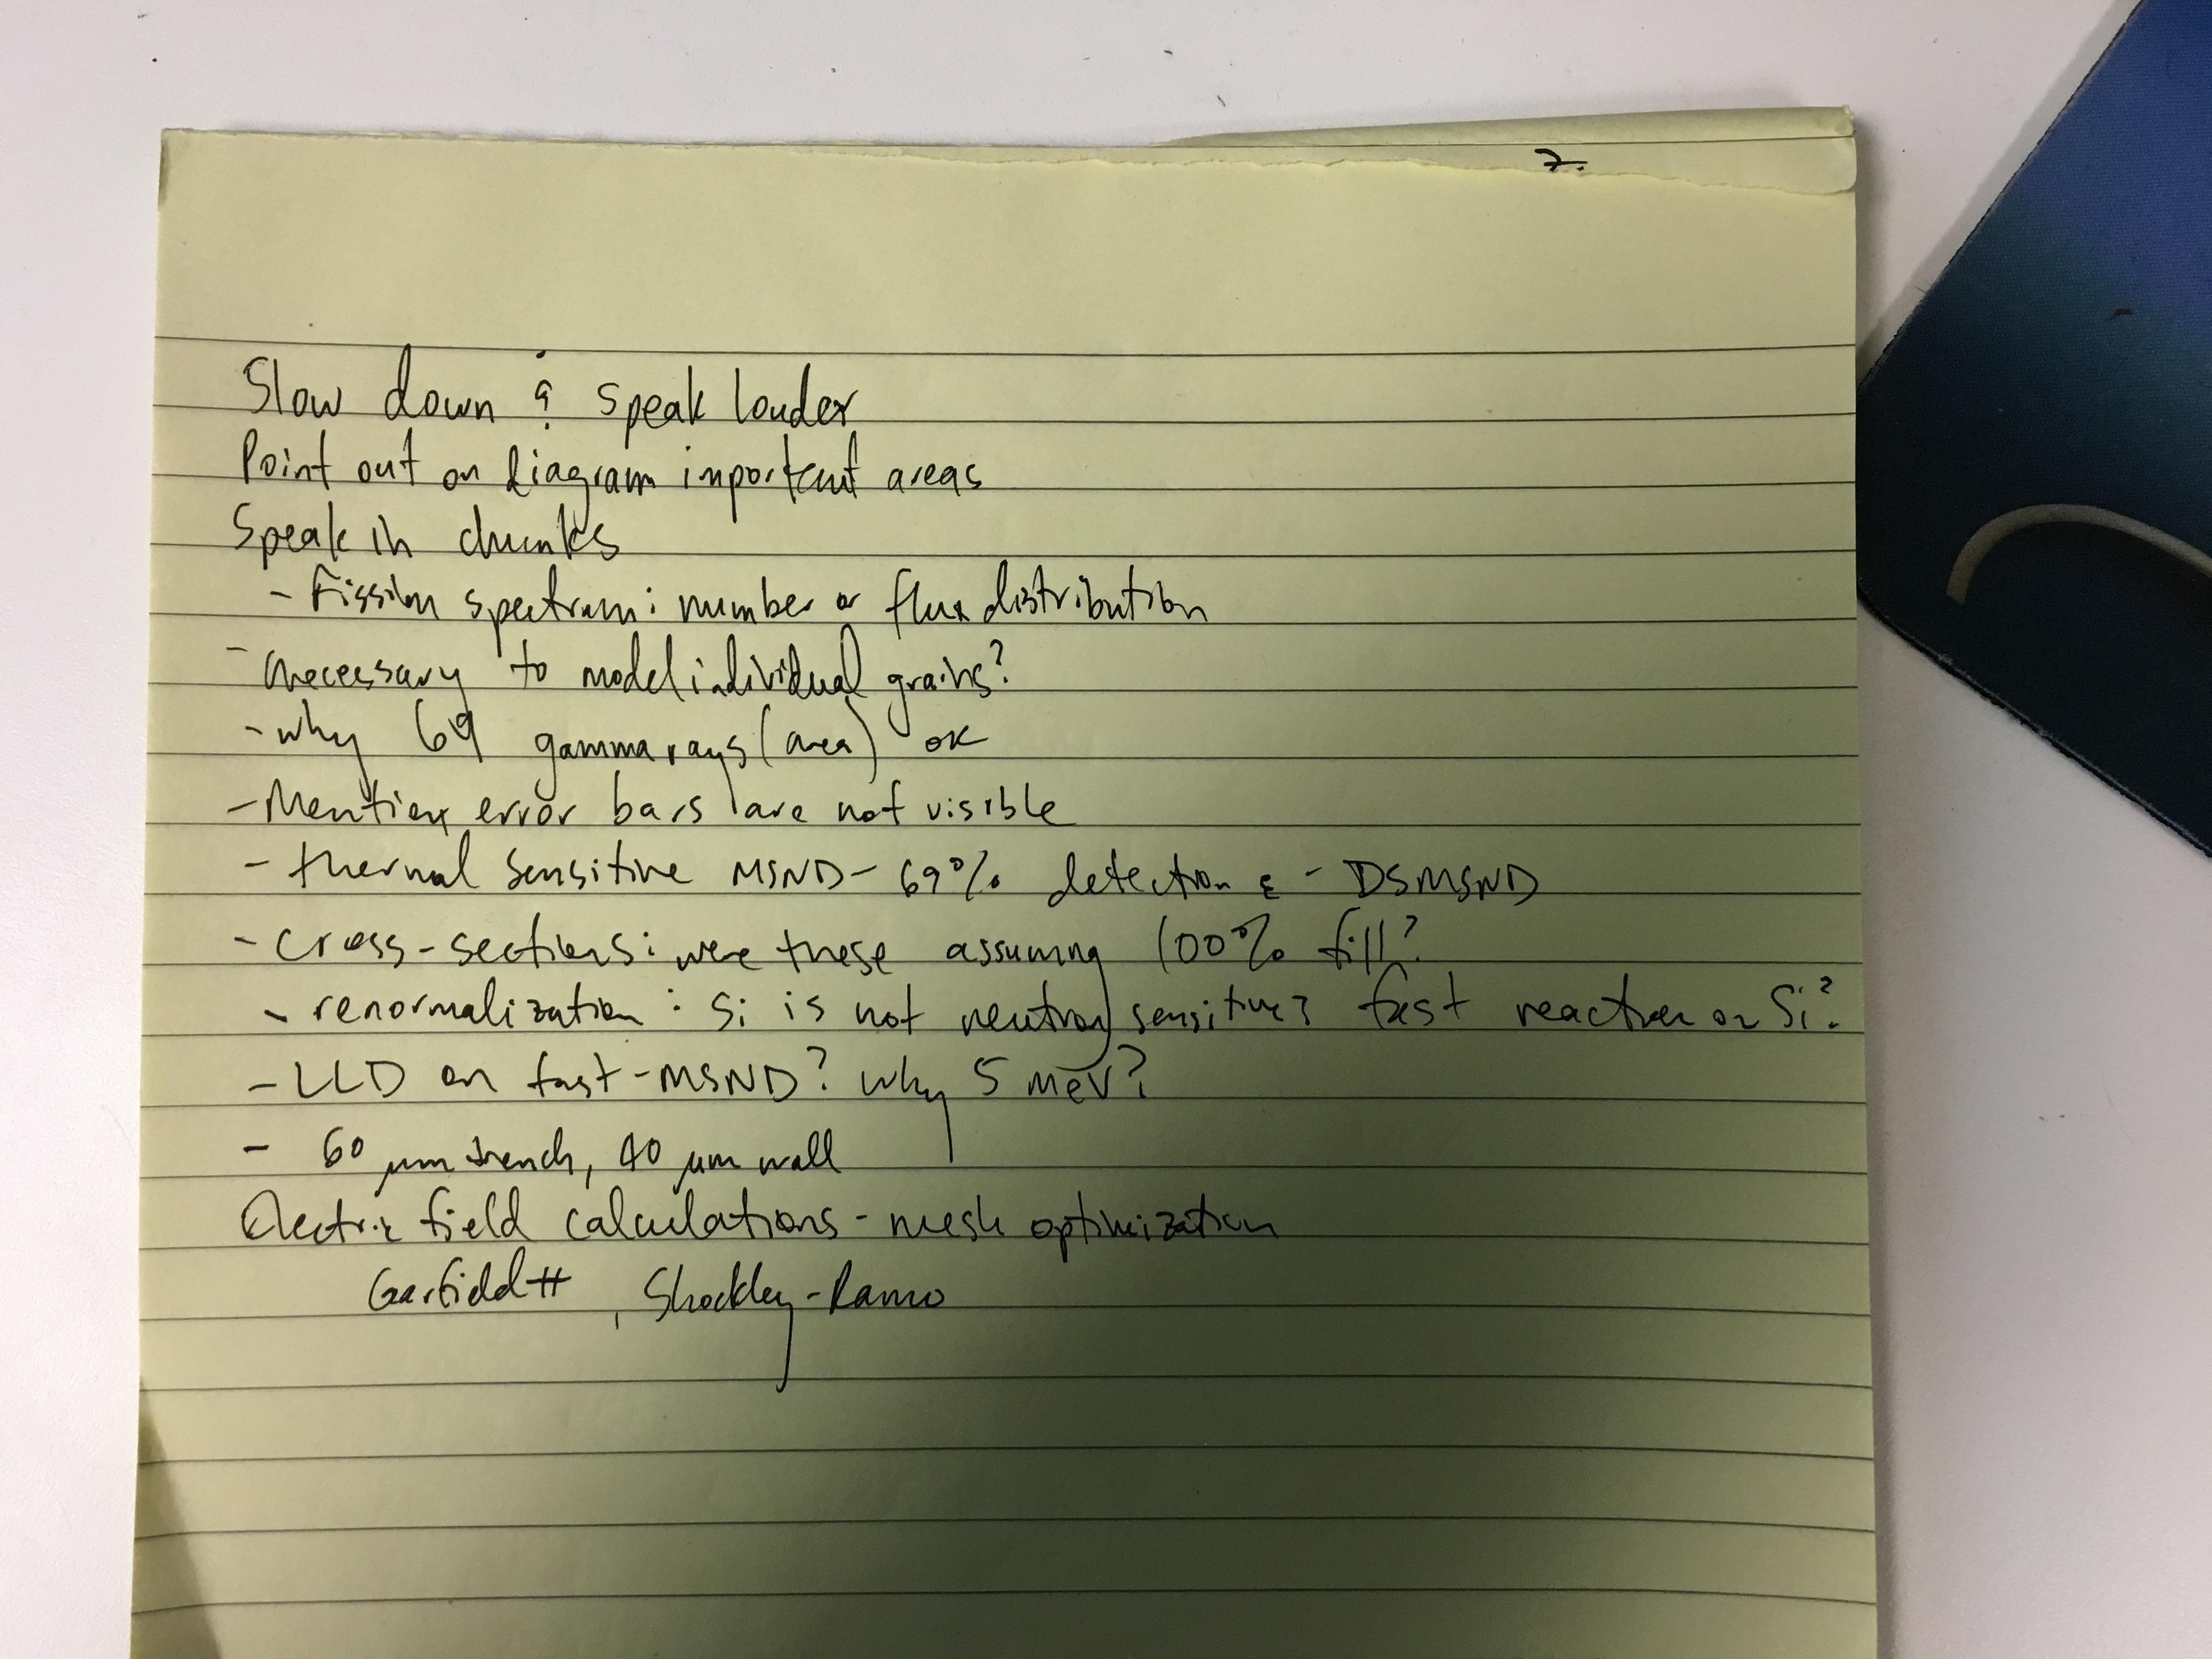 7.
Slow down & speak louder
Point out on diagram important areas
Speak in chunks
- Fission spectrum: number or flux distribution
- necessary to model individual grains?
- why 69 gamma rays (area) ok
- Mention error bars are not visible
- thermal sensitive MSND - 69% detection ε - DSMSND
- cross-sections: were these assuming 100% fill?
- renormalization: Si is not neutron sensitive? fast reaction on Si?
- LLD on fast-MSND? why 5 MeV?
- 60 μm trench, 40 μm wall
Electric field calculations - mesh optimization
Garfield++, Shockley-Ramo